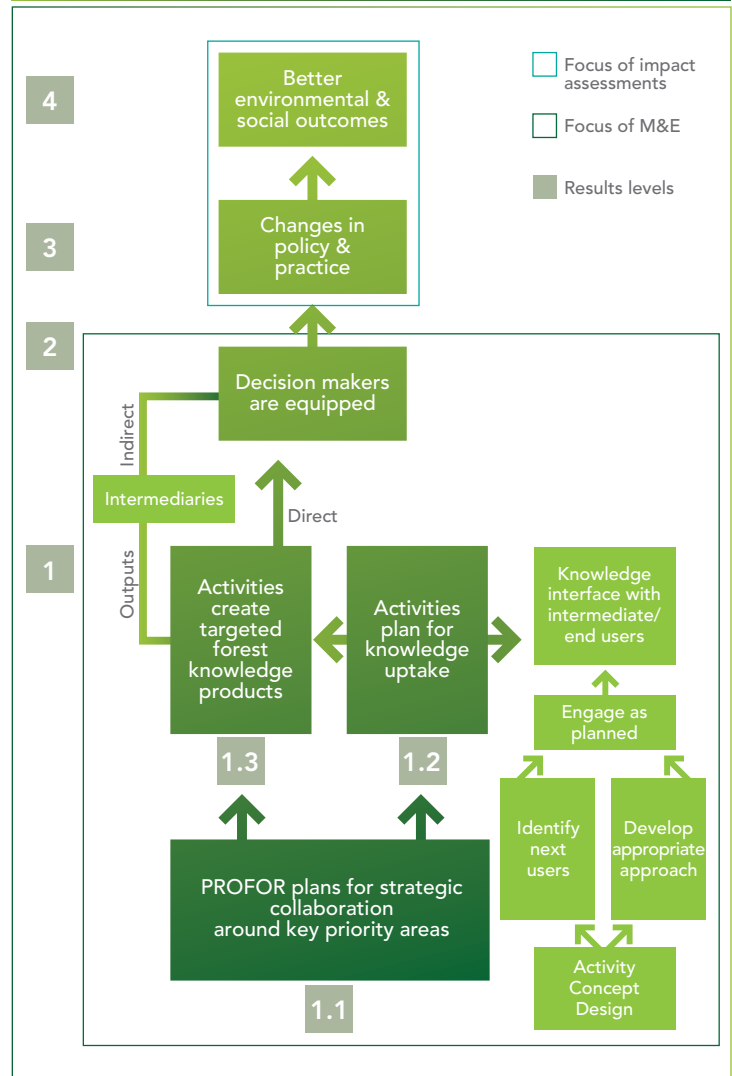 4
Better
environmental &
social outcomes
Focus of impact
assessments
Focus of M&E
Results levels
3
Changes in
policy &
practice
2
Decision makers
are equipped
Indirect
Intermediaries
Outputs
Direct
1
Activities
create
targeted
forest
knowledge
products
1.3
Activities
plan for
knowledge
uptake
1.2
Knowledge
interface with
intermediate/
end users
Engage as
planned
Identify
next
users
Develop
appropriate
approach
Activity
Concept
Design
PROFOR plans for strategic
collaboration
around key priority areas
1.1